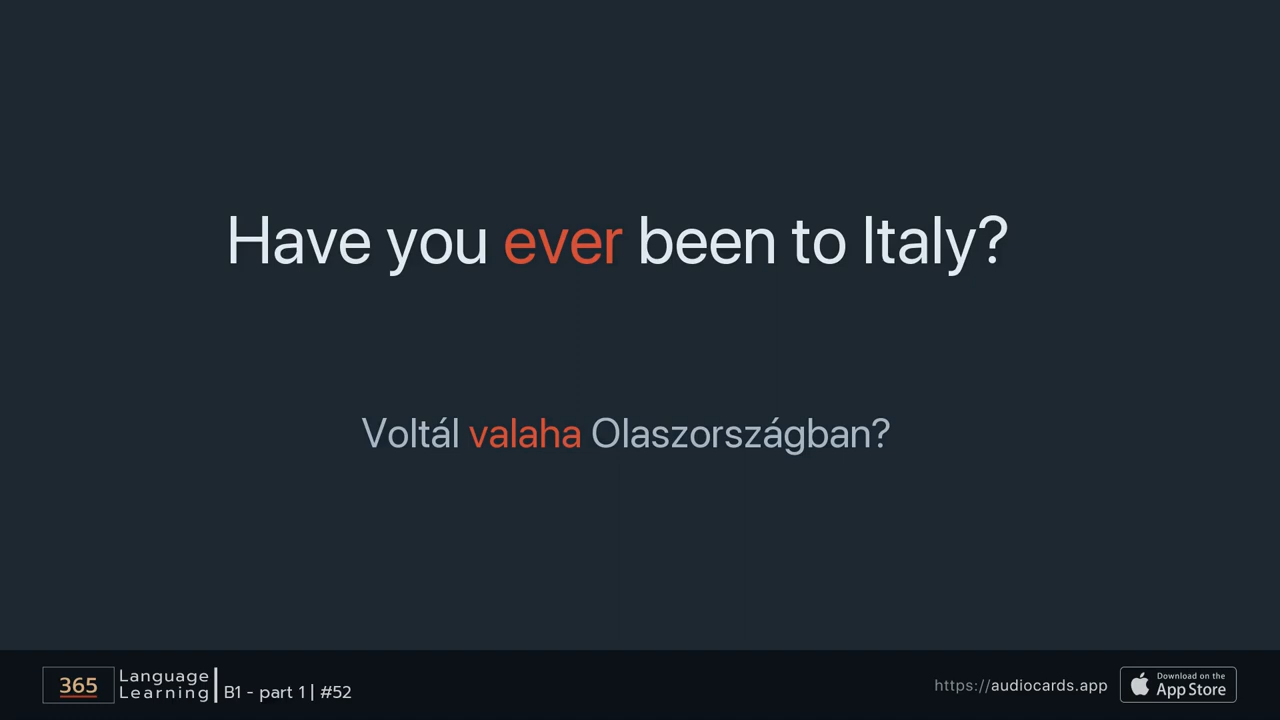 Have you ever been to Italy?
Voltál valaha Olaszországban?
365
Language
Learning
B1 - part 1 | #52
https://audiocards.app
Download on the
App Store